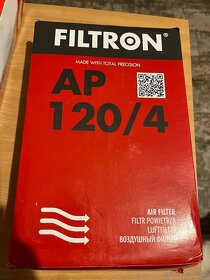 FILTRON®
MADE WITH TOTAL PRECISION
AP
120/4
AIR FILTER
FILTR POWIETRZA
LUFTFILTER
ВОЗДУШНЫЙ ФИЛЬТР